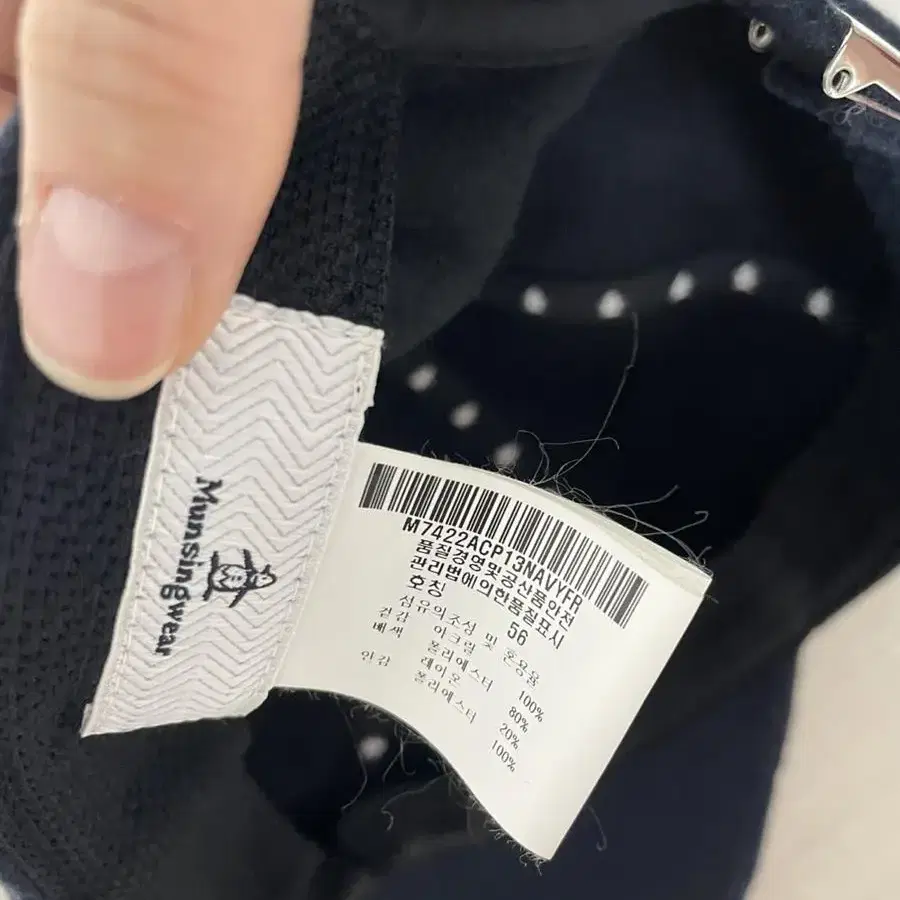 Munsingwear
M7422ACP13NAVYFR
품질경영및공산품안전
관리법에의한품질표시
호칭 56
섬유의조성 및 혼용율
겉감 아크릴 100%
배색 폴리에스터 80%
레이온 20%
안감 폴리에스터 100%